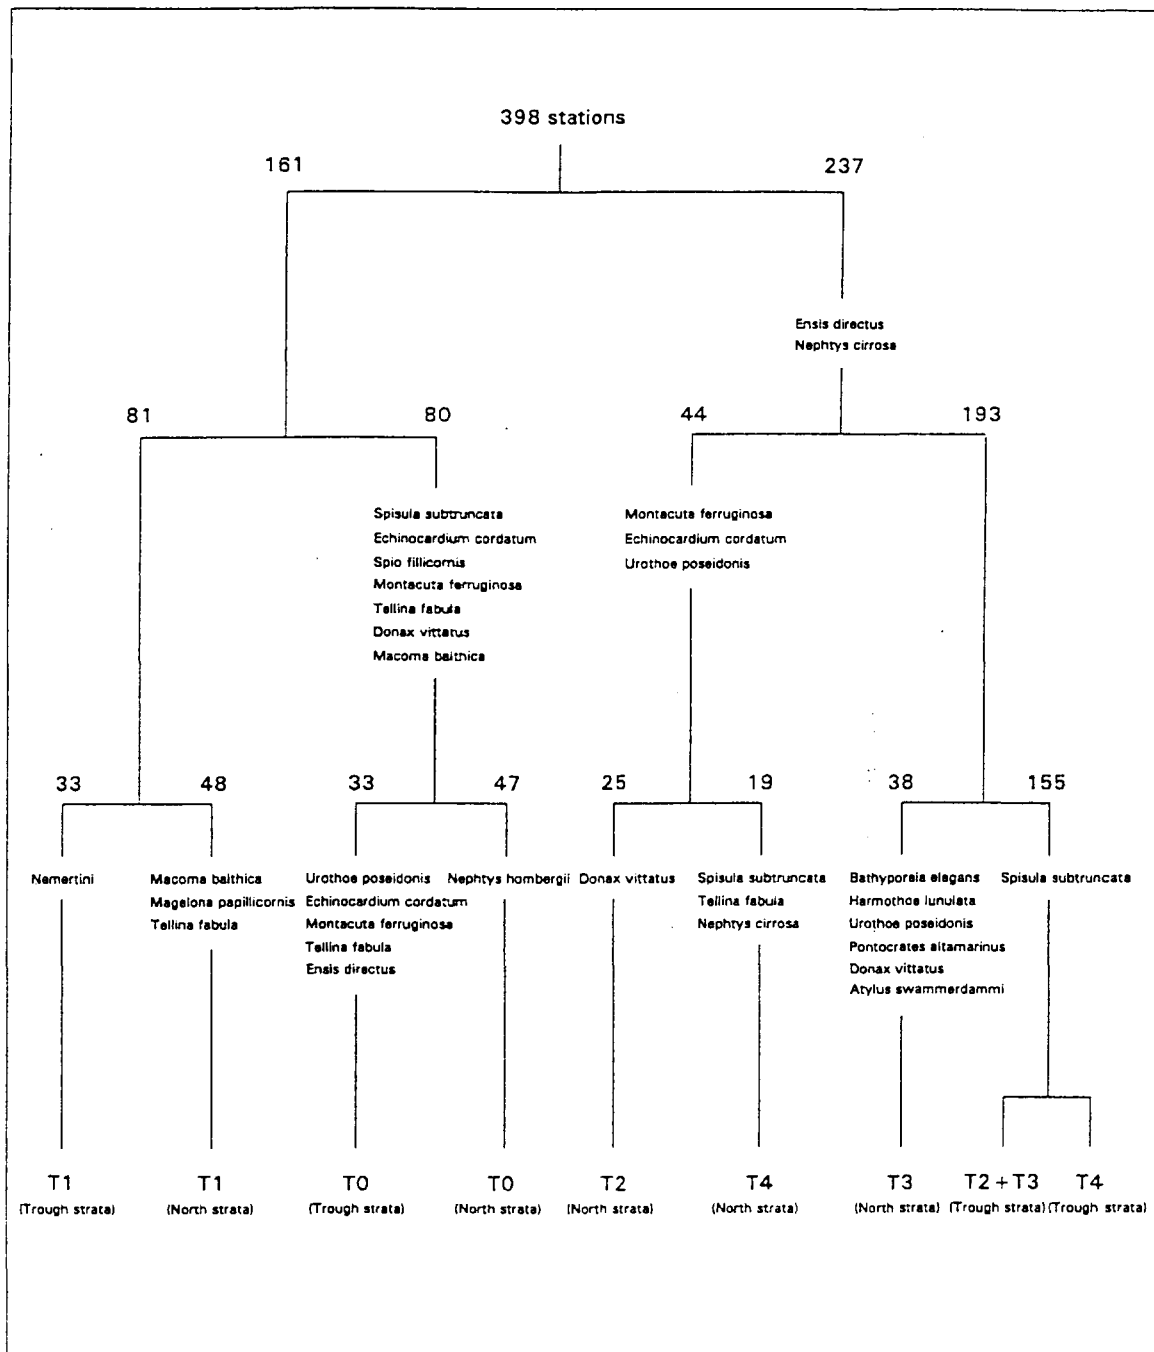 398 stations
161
237
Ensis directus
Nephtys cirrosa
81
80
44
193
Spisula subtruncata
Echinocardium cordatum
Spio fillicornis
Montacuta ferruginosa
Tellina fabula
Donax vittatus
Macoma balthica
Montacuta ferruginosa
Echinocardium cordatum
Urothoe poseidonis
33
48
33
47
25
19
38
155
Nemertini
Macoma balthica
Magelona papillicornis
Tellina fabula
Urothoe poseidonis
Echinocardium cordatum
Montacuta ferruginosa
Tellina fabula
Ensis directus
Nephtys hombergii
Donax vittatus
Spisula subtruncata
Tellina fabula
Nephtys cirrosa
Bathyporeia elegans
Harmothoe lunulata
Urothoe poseidonis
Pontocrates altamarinus
Donax vittatus
Atylus swammerdammi
Spisula subtruncata
T1
(Trough strata)
T1
(North strata)
T0
(Trough strata)
T0
(North strata)
T2
(North strata)
T4
(North strata)
T3
(North strata)
T2 + T3
(Trough strata)
T4
(Trough strata)